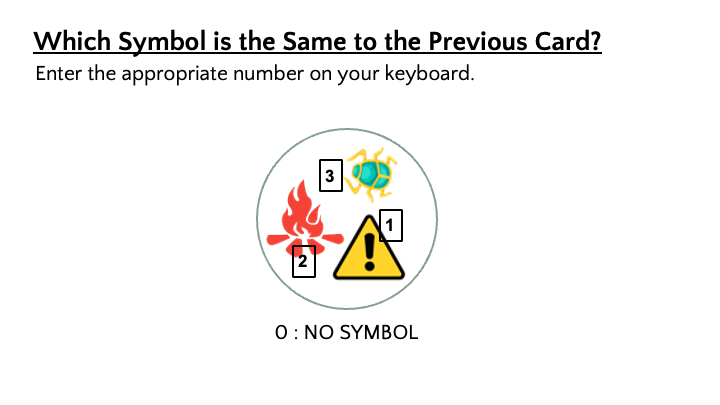 Which Symbol is the Same to the Previous Card?
Enter the appropriate number on your keyboard.
3
1
2
0 : NO SYMBOL